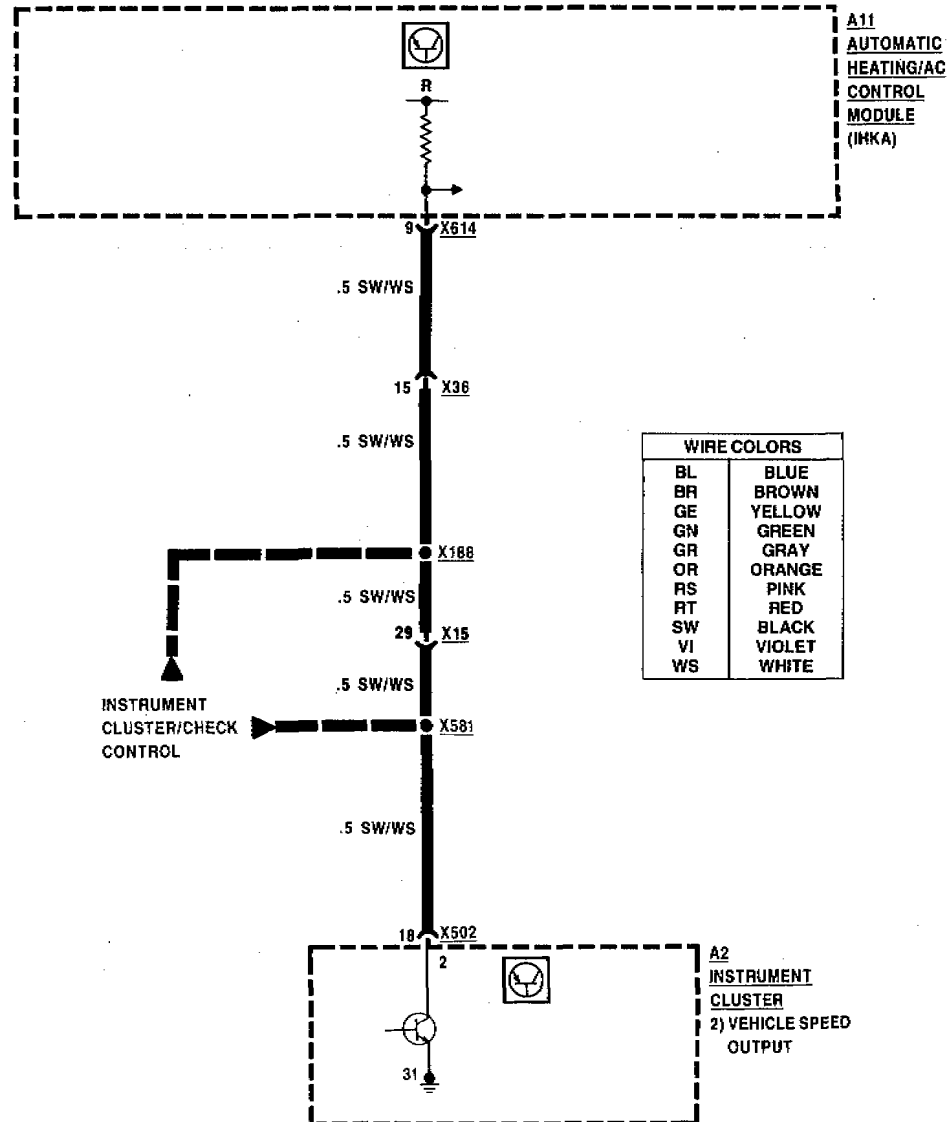 A11
AUTOMATIC
HEATING/AC
CONTROL
MODULE
(IHKA)
R
9 X614
.5 SW/WS
15 X36
.5 SW/WS
X188
.5 SW/WS
29 X15
.5 SW/WS
X581
INSTRUMENT
CLUSTER/CHECK
CONTROL
.5 SW/WS
18 X502
2
31
A2
INSTRUMENT
CLUSTER
2) VEHICLE SPEED
OUTPUT
WIRE COLORS
BL BLUE
BR BROWN
GE YELLOW
GN GREEN
GR GRAY
OR ORANGE
RS PINK
RT RED
SW BLACK
VI VIOLET
WS WHITE